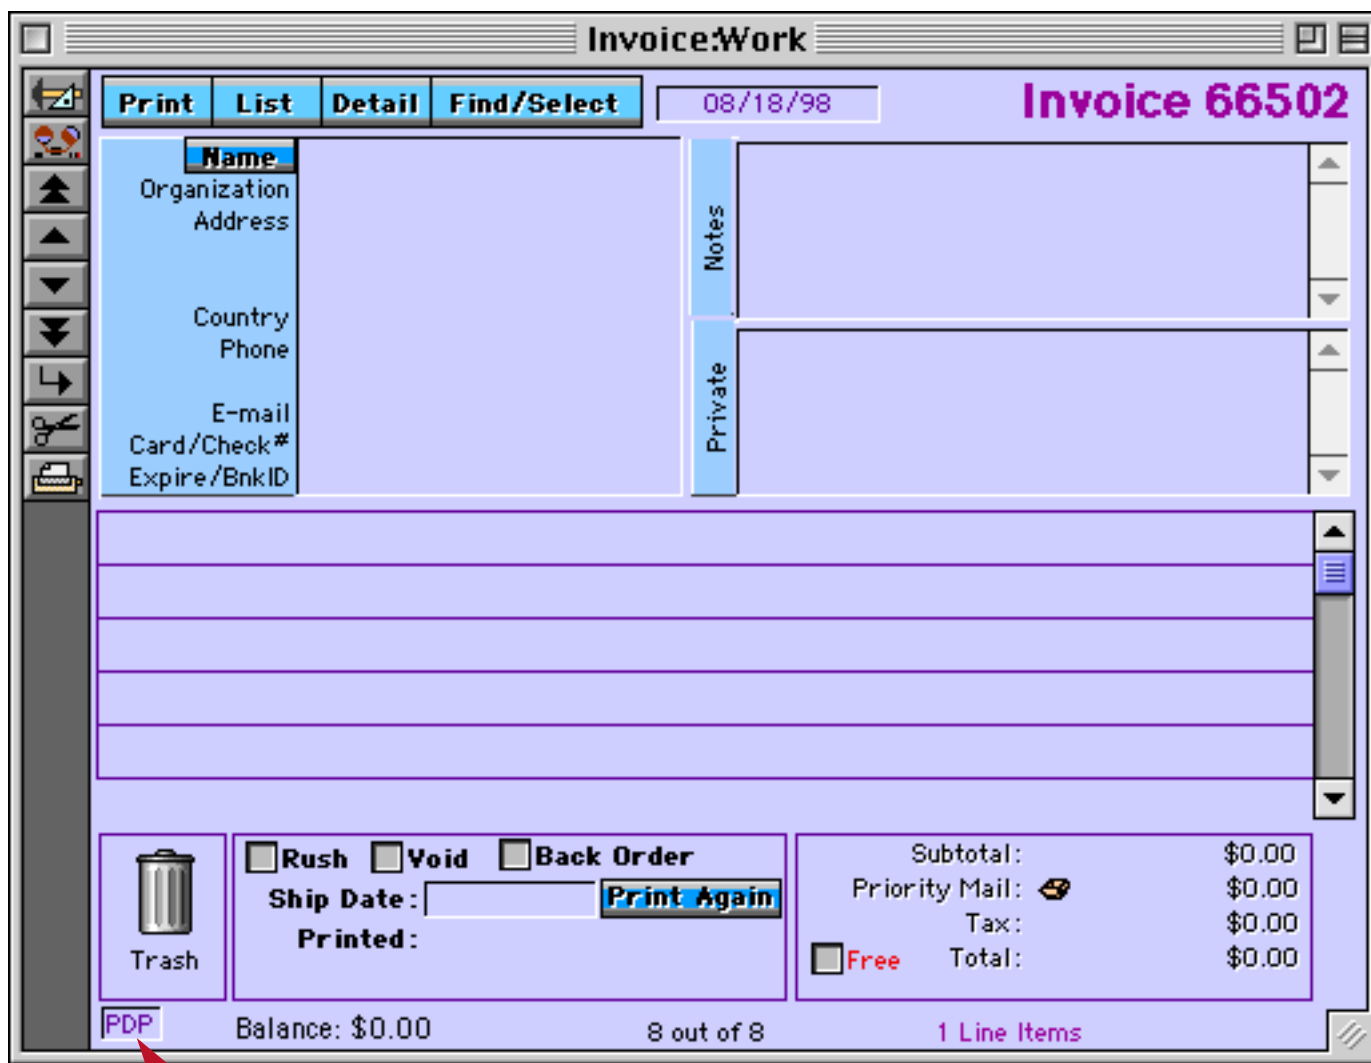 Invoice:Work
Print List Detail Find/Select 08/18/98 Invoice 66502
Name
Organization
Address
Country
Phone
E-mail
Card/Check#
Expire/BnkID
Notes
Private
Rush Void Back Order
Ship Date: Print Again
Printed:
Trash
Subtotal: $0.00
Priority Mail: $0.00
Tax: $0.00
Free Total: $0.00
PDP Balance: $0.00 8 out of 8 1 Line Items